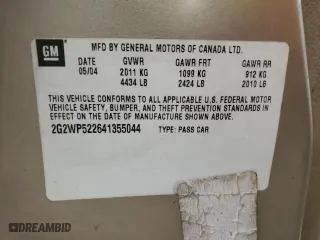 GM
MFD BY GENERAL MOTORS OF CANADA LTD.
DATE GVWR GAWR FRT GAWR RR
05/04 2011 KG 1099 KG 912 KG
4434 LB 2424 LB 2010 LB
THIS VEHICLE CONFORMS TO ALL APPLICABLE U.S. FEDERAL MOTOR
VEHICLE SAFETY, BUMPER, AND THEFT PREVENTION STANDARDS IN
EFFECT ON THE DATE OF MANUFACTURE SHOWN ABOVE.
2G2WP522641355044 TYPE: PASS CAR
DREAMBID